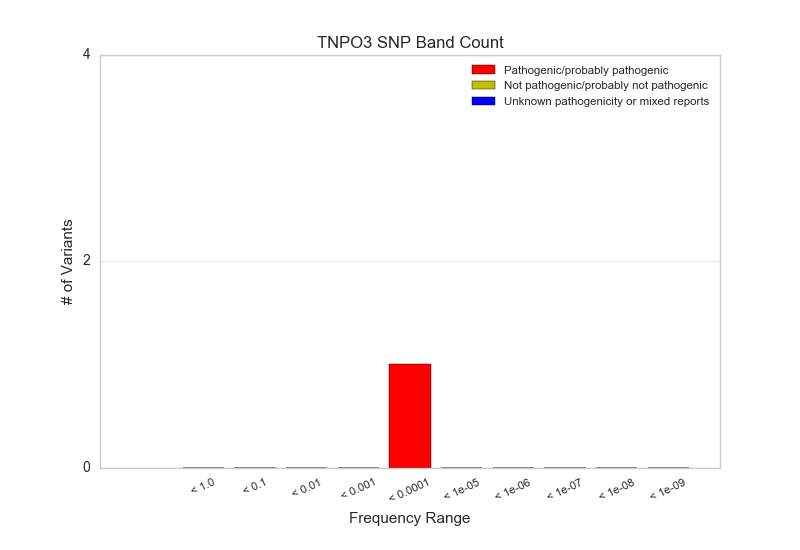 TNPO3 SNP Band Count
4
Pathogenic/probably pathogenic
Not pathogenic/probably not pathogenic
Unknown pathogenicity or mixed reports
# of Variants
2
0
< 1.0
< 0.1
< 0.01
< 0.001
< 0.0001
< 1e-05
< 1e-06
< 1e-07
< 1e-08
< 1e-09
Frequency Range